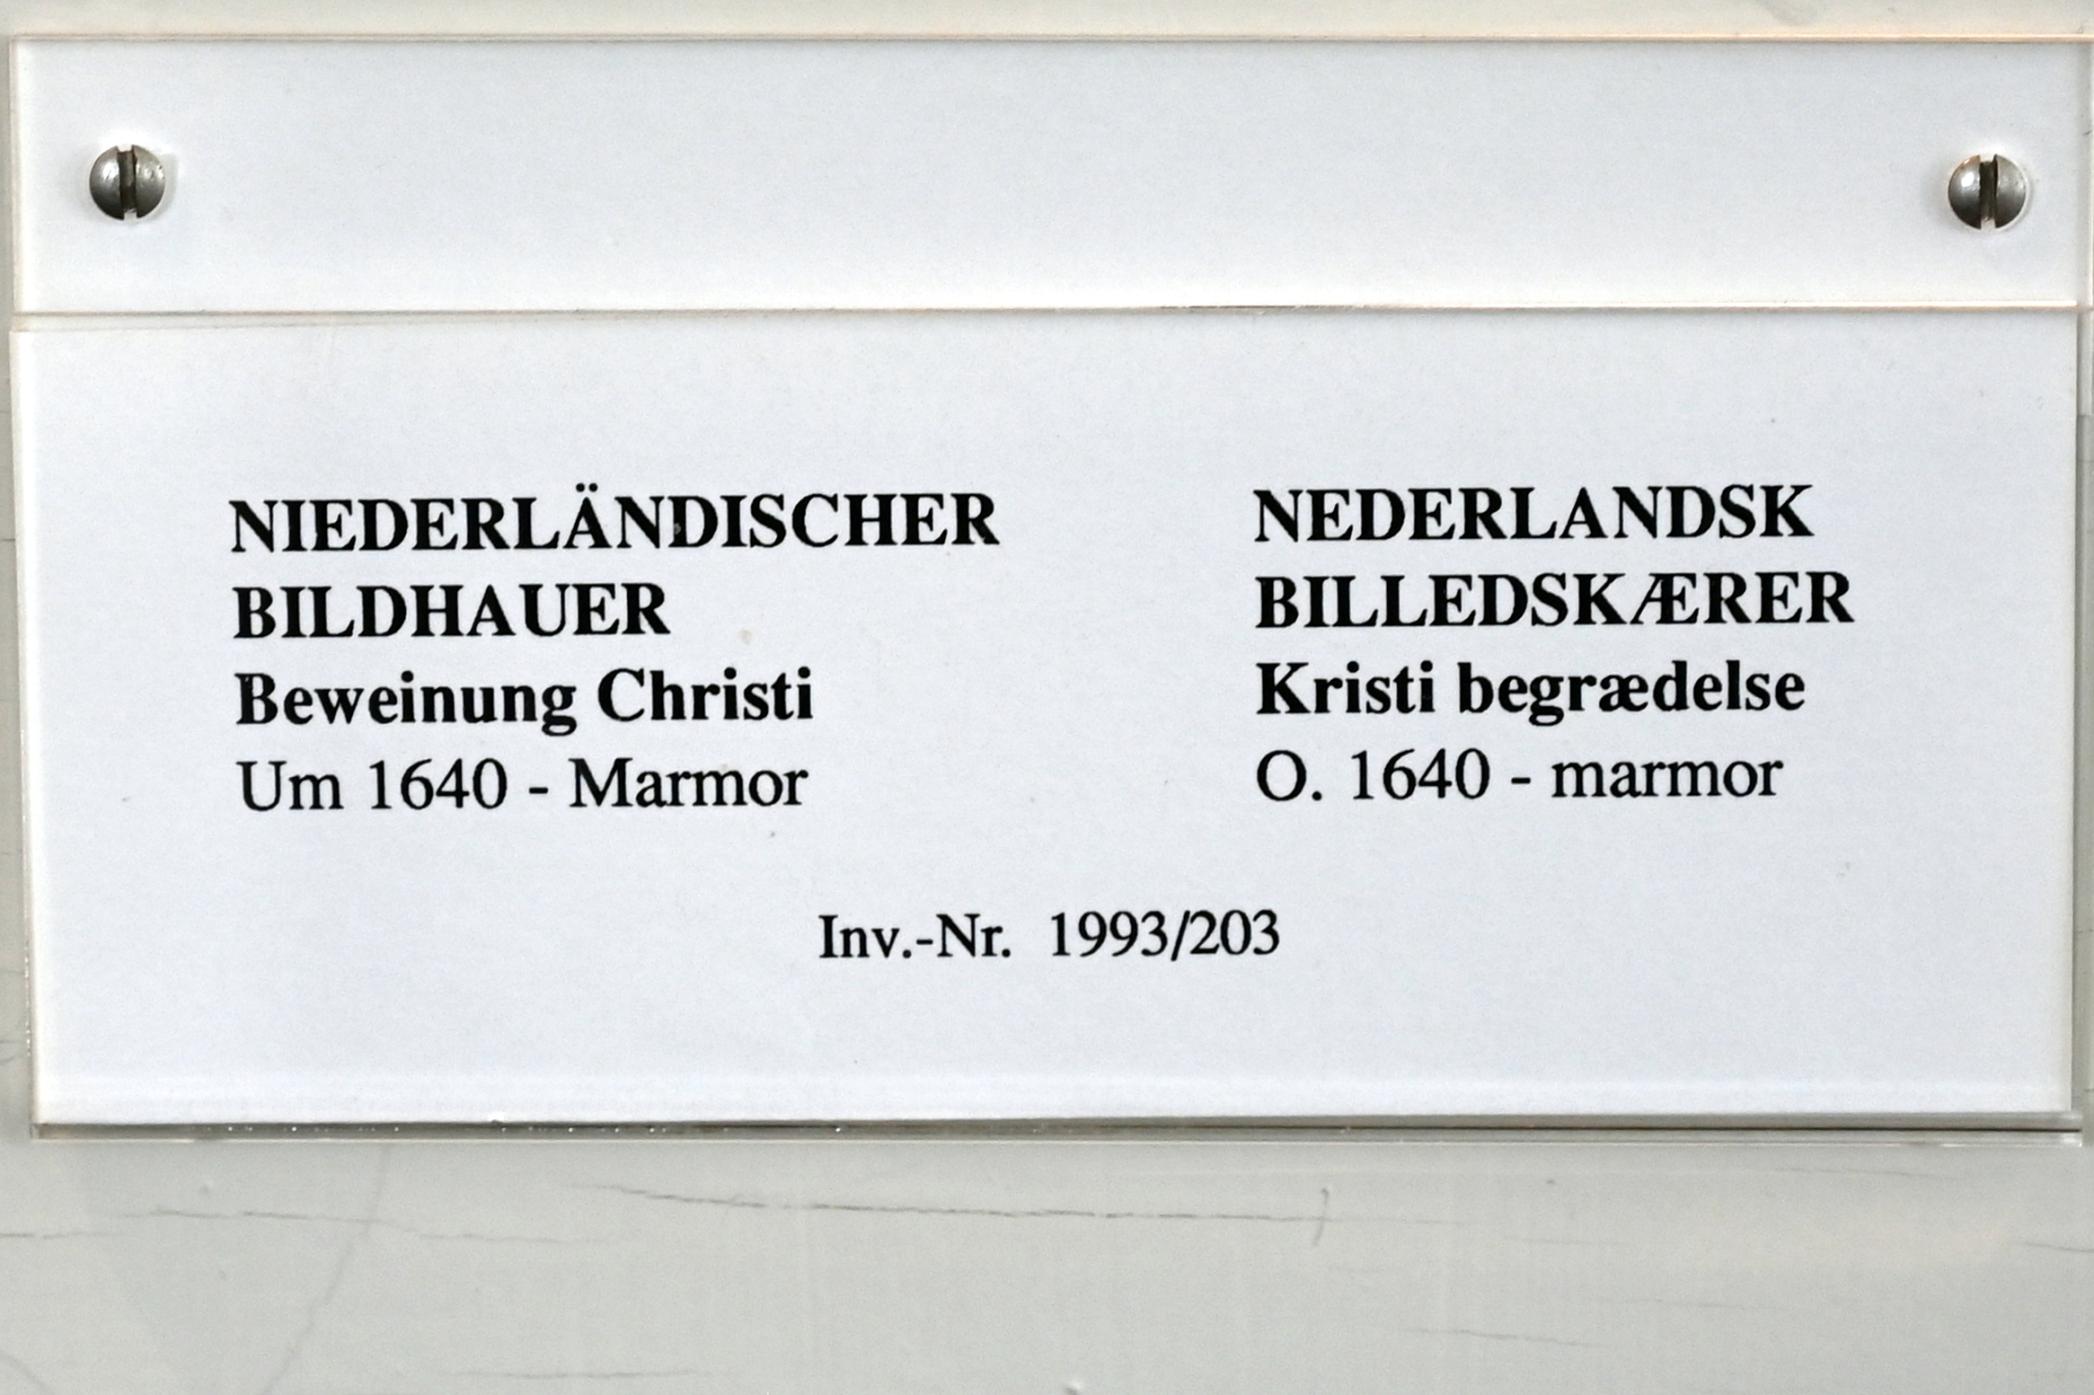 NIEDERLÄNDISCHER
BILDHAUER
Beweinung Christi
Um 1640 - Marmor
NEDERLANDSK
BILLEDSKÆRER
Kristi begrædelse
O. 1640 - marmor
Inv.-Nr. 1993/203